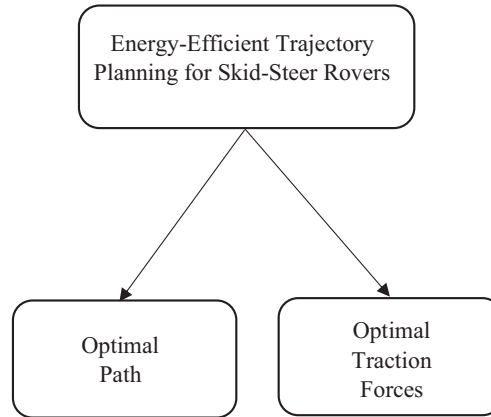 Energy-Efficient Trajectory
Planning for Skid-Steer Rovers
Optimal
Path
Optimal
Traction
Forces